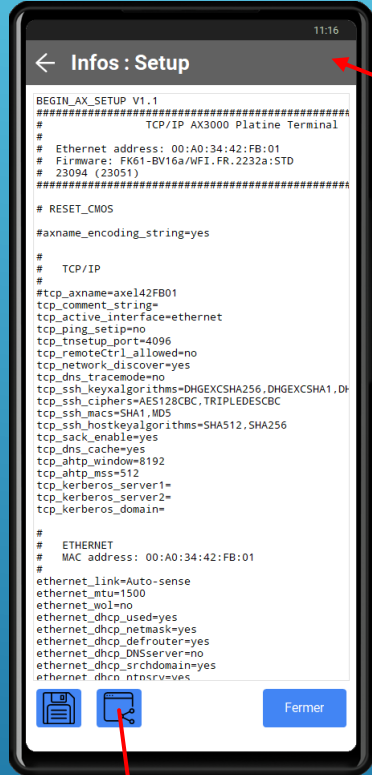 11:16
Infos : Setup
BEGIN_AX_SETUP V1.1
################################################
# TCP/IP AX3000 Platine Terminal
#
# Ethernet address: 00:A0:34:42:FB:01
# Firmware: FK61-BV16a/WFI.FR.2232a:STD
# 23094 (23051)
################################################
# RESET_CMOS
#axname_encoding_string=yes
#
# TCP/IP
#
#tcp_axname=axel42FB01
tcp_comment_string=
tcp_active_interface=ethernet
tcp_ping_setip=no
tcp_tnsetup_port=4096
tcp_remoteCtrl_allowed=no
tcp_network_discover=yes
tcp_dns_tracemode=no
tcp_ssh_keyxalgorithms=DHGEXCSHA256,DHGEXCSHA1,DH
tcp_ssh_ciphers=AES128CBC,TRIPLEDESCBC
tcp_ssh_macs=SHA1,MD5
tcp_ssh_hostkeyalgorithms=SHA512,SHA256
tcp_sack_enable=yes
tcp_dns_cache=yes
tcp_ahtp_window=8192
tcp_ahtp_mss=512
tcp_kerberos_server1=
tcp_kerberos_server2=
tcp_kerberos_domain=
#
# ETHERNET
# MAC address: 00:A0:34:42:FB:01
#
ethernet_link=Auto-sense
ethernet_mtu=1500
ethernet_wol=no
ethernet_dhcp_used=yes
ethernet_dhcp_netmask=yes
ethernet_dhcp_defrouter=yes
ethernet_dhcp_DNSserver=no
ethernet_dhcp_srchdomain=yes
ethernet_dhcp_ntpsrv=yes
Fermer